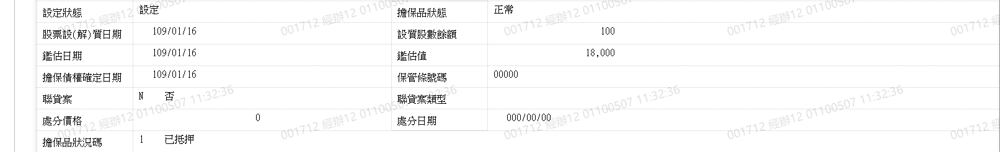 設定狀態 設定 擔保品狀態 正常
股票設(解)質日期 109/01/16 設質股數餘額 100
鑑估日期 109/01/16 鑑估值 18,000
擔保債權確定日期 109/01/16 保管條號碼 00000
聯貸案 N 否 聯貸案類型
處分價格 0 處分日期 000/00/00
擔保品狀況碼 1 已抵押
001712 經辦12 01100507 11:32:36